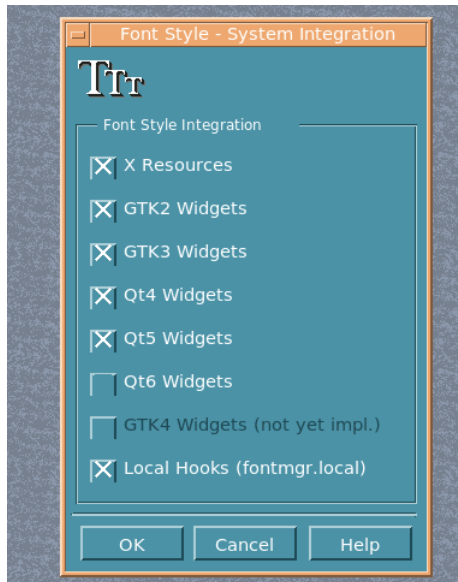 Font Style - System Integration
TTT
Font Style Integration
X Resources
GTK2 Widgets
GTK3 Widgets
Qt4 Widgets
Qt5 Widgets
Qt6 Widgets
GTK4 Widgets (not yet impl.)
Local Hooks (fontmgr.local)
OK Cancel Help